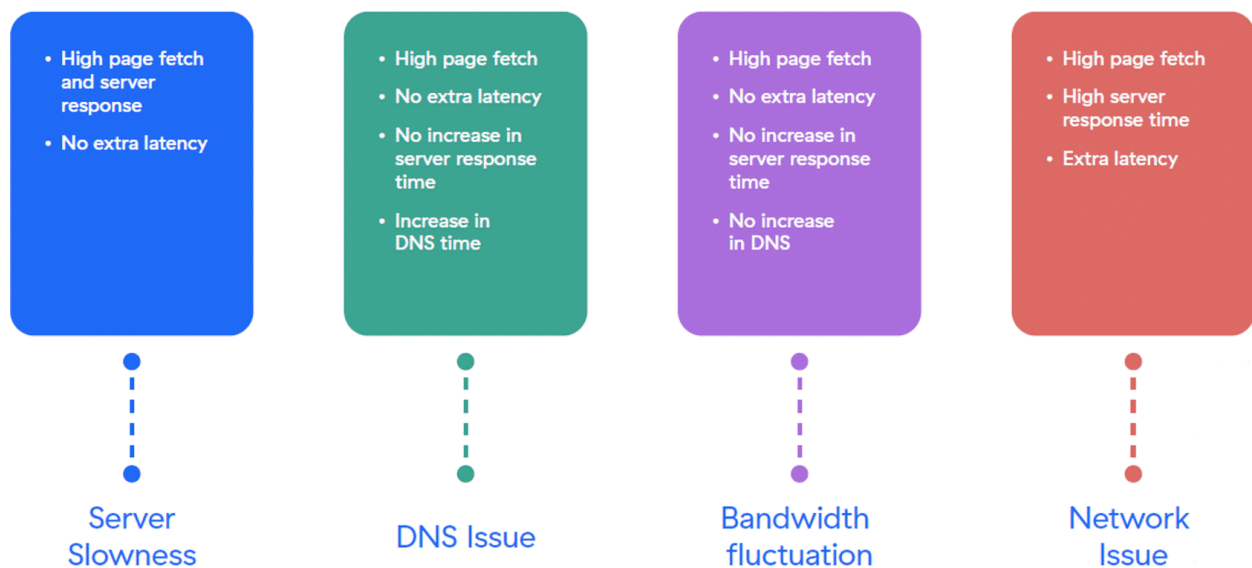 • High page fetch
and server
response
• No extra latency
• High page fetch
• No extra latency
• No increase in
server response
time
• Increase in
DNS time
• High page fetch
• No extra latency
• No increase in
server response
time
• No increase
in DNS
• High page fetch
• High server
response time
• Extra latency
Server
Slowness
DNS Issue
Bandwidth
fluctuation
Network
Issue